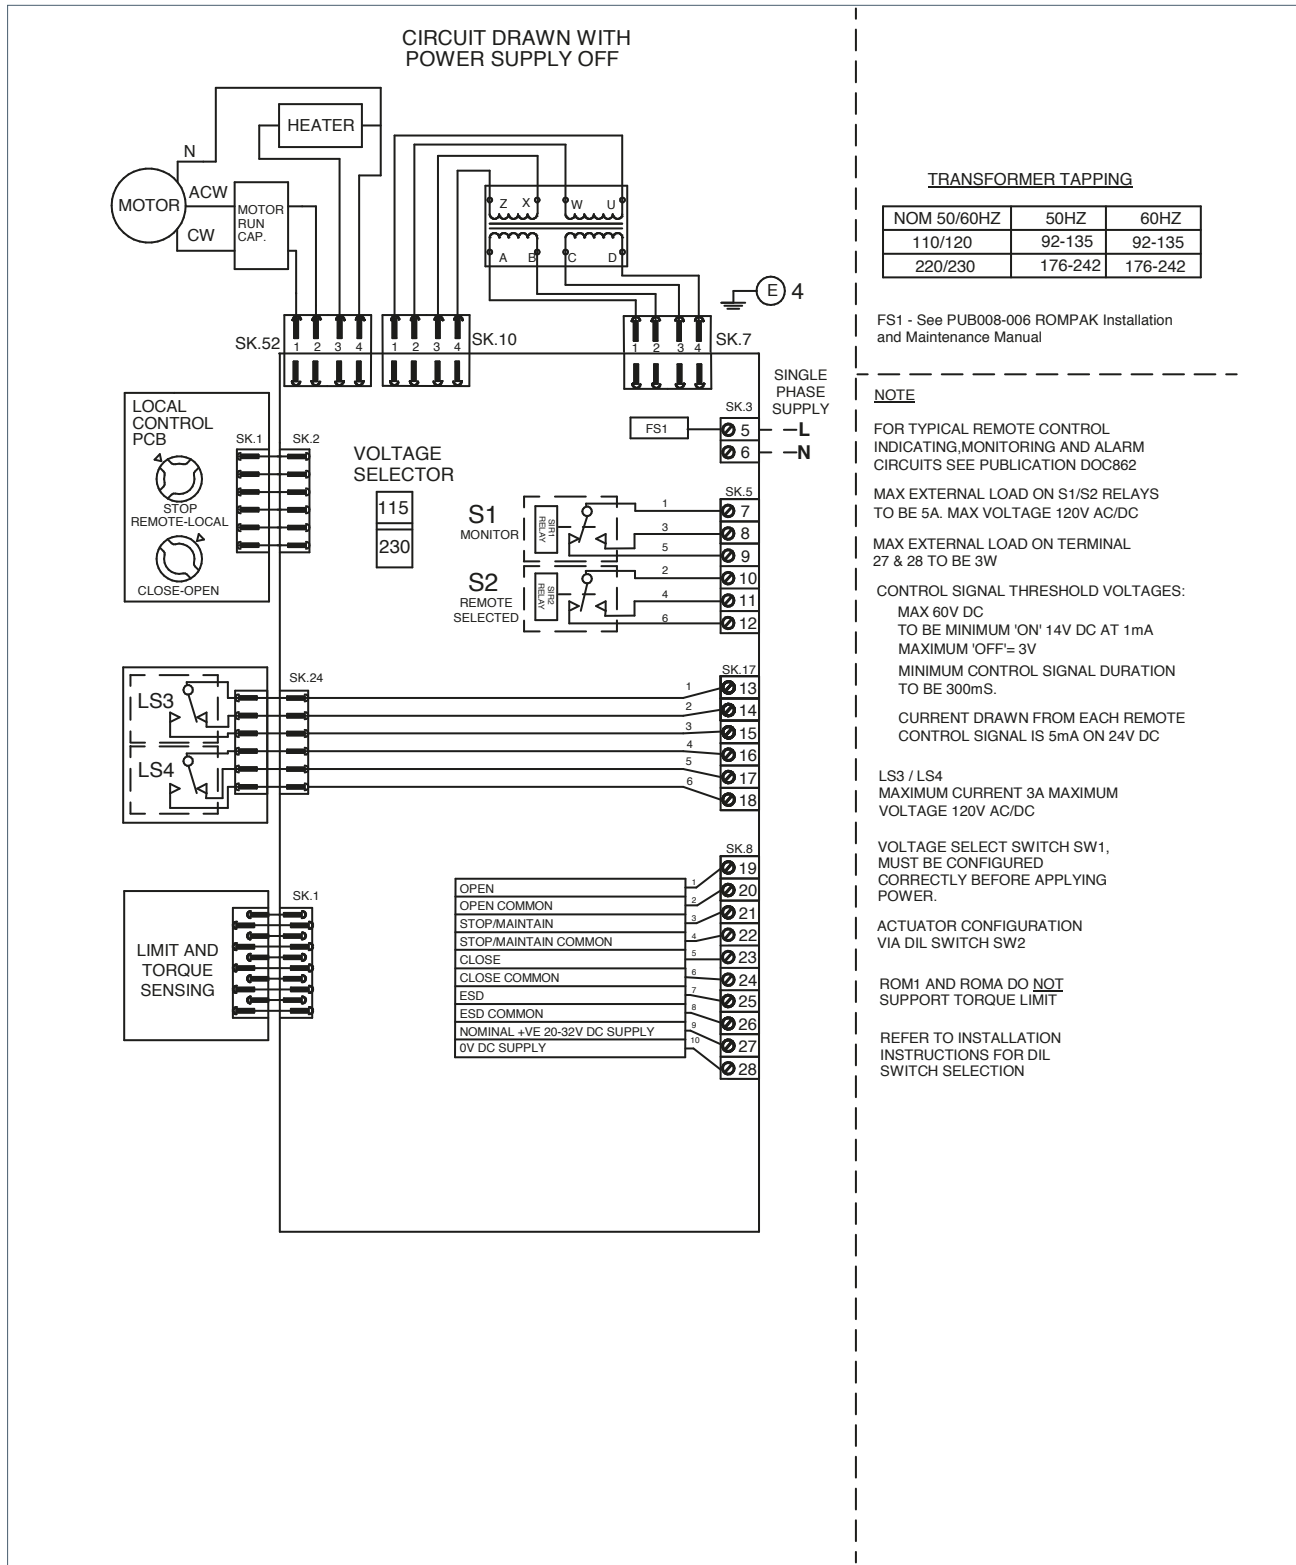 CIRCUIT DRAWN WITH
POWER SUPPLY OFF
HEATER
N
MOTOR
ACW
CW
MOTOR
RUN
CAP.
Z X W U
A B C D
E 4
SK.52
1 2 3 4
1 2 3 4
SK.10
1 2 3 4
SK.7
LOCAL
CONTROL
PCB
STOP
REMOTE-LOCAL
CLOSE-OPEN
SK.1
SK.2
VOLTAGE
SELECTOR
115
230
SINGLE
PHASE
SUPPLY
SK.3
FS1
5 L
6 N
SK.5
S1
MONITOR
SIR1
RELAY
1 7
3 8
5 9
S2
REMOTE
SELECTED
SIR2
RELAY
2 10
4 11
6 12
LS3
LS4
SK.24
SK.17
1 13
2 14
3 15
4 16
5 17
6 18
LIMIT AND
TORQUE
SENSING
SK.1
SK.8
OPEN 1 19
OPEN COMMON 2 20
STOP/MAINTAIN 3 21
STOP/MAINTAIN COMMON 4 22
CLOSE 5 23
CLOSE COMMON 6 24
ESD 7 25
ESD COMMON 8 26
NOMINAL +VE 20-32V DC SUPPLY 9 27
0V DC SUPPLY 10 28
TRANSFORMER TAPPING
NOM 50/60HZ 50HZ 60HZ
110/120 92-135 92-135
220/230 176-242 176-242
FS1 - See PUB008-006 ROMPAK Installation
and Maintenance Manual
NOTE
FOR TYPICAL REMOTE CONTROL
INDICATING,MONITORING AND ALARM
CIRCUITS SEE PUBLICATION DOC862
MAX EXTERNAL LOAD ON S1/S2 RELAYS
TO BE 5A. MAX VOLTAGE 120V AC/DC
MAX EXTERNAL LOAD ON TERMINAL
27 & 28 TO BE 3W
CONTROL SIGNAL THRESHOLD VOLTAGES:
MAX 60V DC
TO BE MINIMUM 'ON' 14V DC AT 1mA
MAXIMUM 'OFF'= 3V
MINIMUM CONTROL SIGNAL DURATION
TO BE 300mS.
CURRENT DRAWN FROM EACH REMOTE
CONTROL SIGNAL IS 5mA ON 24V DC
LS3 / LS4
MAXIMUM CURRENT 3A MAXIMUM
VOLTAGE 120V AC/DC
VOLTAGE SELECT SWITCH SW1,
MUST BE CONFIGURED
CORRECTLY BEFORE APPLYING
POWER.
ACTUATOR CONFIGURATION
VIA DIL SWITCH SW2
ROM1 AND ROMA DO NOT
SUPPORT TORQUE LIMIT
REFER TO INSTALLATION
INSTRUCTIONS FOR DIL
SWITCH SELECTION